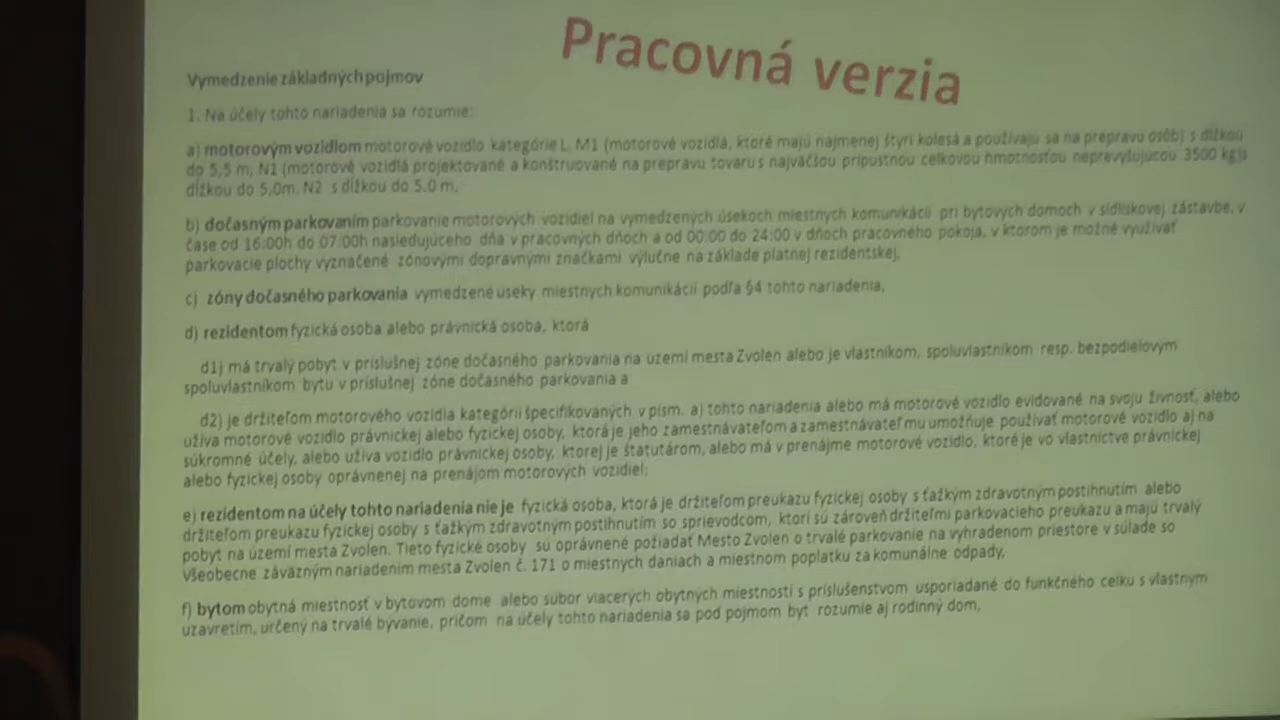 Pracovná verzia
Vymedzenie základných pojmov
1. Na účely tohto nariadenia sa rozumie:
a) motorovým vozidlom motorové vozidlo kategórie L, M1 (motorové vozidlá, ktoré majú najmenej štyri kolesá a používajú sa na prepravu osôb) s dĺžkou
do 5,5 m, N1 (motorové vozidlá projektované a konštruované na prepravu tovaru s najväčšou prípustnou celkovou hmotnosťou neprevyšujúcou 3500 kg)s
dĺžkou do 5,0m, N2 s dĺžkou do 5.0 m,
b) dočasným parkovaním parkovanie motorových vozidiel na vymedzených úsekoch miestnych komunikácií pri bytových domoch v sídliskovej zástavbe, v
čase od 16:00h do 07:00h nasledujúceho dňa v pracovných dňoch a od 00:00 do 24:00 v dňoch pracovného pokoja, v ktorom je možné využívať
parkovacie plochy vyznačené zónovými dopravnými značkami výlučne na základe platnej rezidentskej,
c) zóny dočasného parkovania vymedzené úseky miestnych komunikácií podľa §4 tohto nariadenia,
d) rezidentom fyzická osoba alebo právnická osoba, ktorá
d1) má trvalý pobyt v príslušnej zóne dočasného parkovania na území mesta Zvolen alebo je vlastníkom, spoluvlastníkom resp. bezpodielovým
spoluvlastníkom bytu v príslušnej zóne dočasného parkovania a
d2) je držiteľom motorového vozidla kategórií špecifikovaných v písm. a) tohto nariadenia alebo má motorové vozidlo evidované na svoju živnosť, alebo
užíva motorové vozidlo právnickej alebo fyzickej osoby, ktorá je jeho zamestnávateľom a zamestnávateľ mu umožňuje používať motorové vozidlo aj na
súkromné účely, alebo užíva vozidlo právnickej osoby, ktorej je štatutárom, alebo má v prenájme motorové vozidlo, ktoré je vo vlastníctve právnickej
alebo fyzickej osoby oprávnenej na prenájom motorových vozidiel;
e) rezidentom na účely tohto nariadenia nie je fyzická osoba, ktorá je držiteľom preukazu fyzickej osoby s ťažkým zdravotným postihnutím alebo
držiteľom preukazu fyzickej osoby s ťažkým zdravotným postihnutím so sprievodcom, ktorí sú zároveň držiteľmi parkovacieho preukazu a majú trvalý
pobyt na území mesta Zvolen. Tieto fyzické osoby sú oprávnené požiadať Mesto Zvolen o trvalé parkovanie na vyhradenom priestore v súlade so
Všeobecne záväzným nariadením mesta Zvolen č. 171 o miestnych daniach a miestnom poplatku za komunálne odpady,
f) bytom obytná miestnosť v bytovom dome alebo súbor viacerých obytných miestností s príslušenstvom usporiadané do funkčného celku s vlastným
uzavretím, určený na trvalé bývanie, pričom na účely tohto nariadenia sa pod pojmom byt rozumie aj rodinný dom,